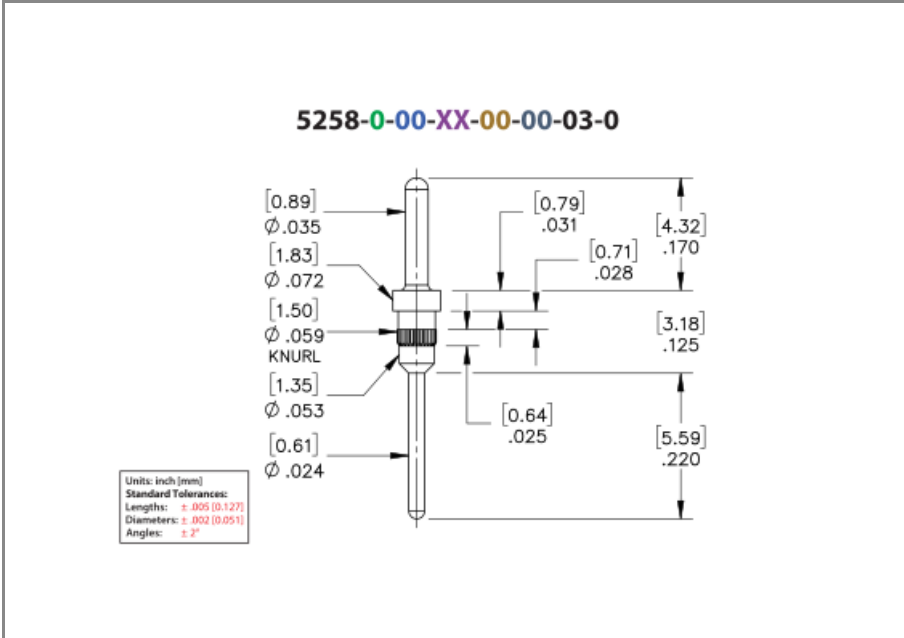 5258-0-00-XX-00-00-03-0
[0.89]
Ø .035
[1.83]
Ø .072
[1.50]
Ø .059
KNURL
[1.35]
Ø .053
[0.61]
Ø .024
[0.79]
.031
[0.71]
.028
[0.64]
.025
[4.32]
.170
[3.18]
.125
[5.59]
.220
Units: inch [mm]
Standard Tolerances:
Lengths: ± .005 [0.127]
Diameters: ± .002 [0.051]
Angles: ± 2°